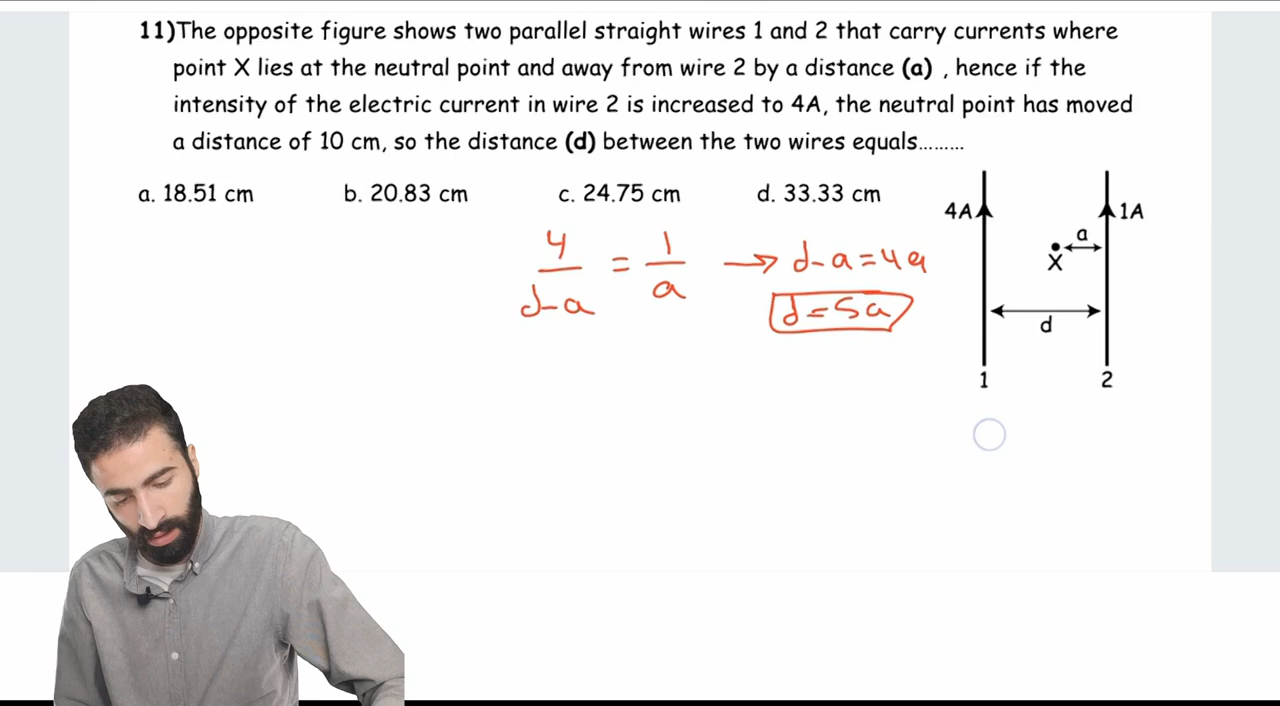 11)The opposite figure shows two parallel straight wires 1 and 2 that carry currents where
point X lies at the neutral point and away from wire 2 by a distance (a) , hence if the
intensity of the electric current in wire 2 is increased to 4A, the neutral point has moved
a distance of 10 cm, so the distance (d) between the two wires equals.........
a. 18.51 cm b. 20.83 cm c. 24.75 cm d. 33.33 cm
4/d-a = 1/a → d-a=4a
d=5a
4A 1A
a
X
d
1 2